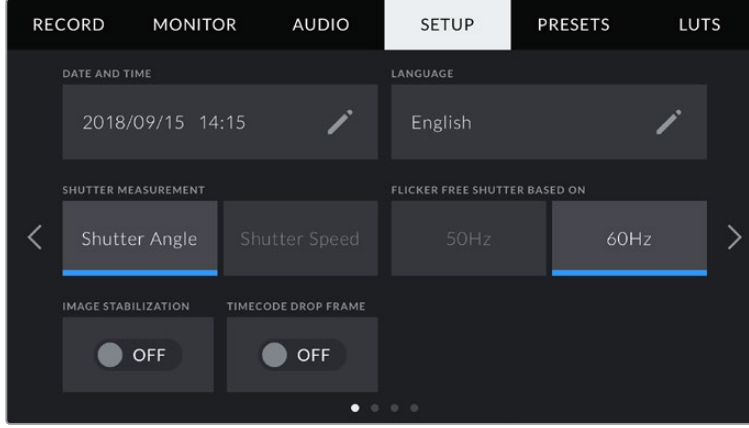 RECORD MONITOR AUDIO SETUP PRESETS LUTS
DATE AND TIME
LANGUAGE
2018/09/15 14:15
English
SHUTTER MEASUREMENT
FLICKER FREE SHUTTER BASED ON
Shutter Angle
Shutter Speed
50Hz
60Hz
IMAGE STABILIZATION
TIMECODE DROP FRAME
OFF
OFF